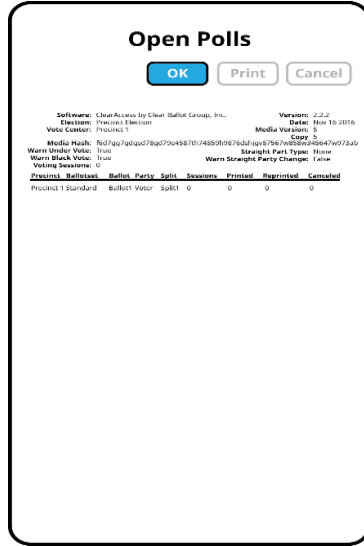 Open Polls
OK Print Cancel
Software: ClearAccess by Clear Ballot Group, Inc. Version: 2.2.2
Election: Precinct Election Date: Nov 16 2016
Vote Center: Precinct 1 Media Version: 5
Copy 5
Media Hash:
Warn Under Vote: True Straight Part Type: None
Warn Black Vote: True Warn Straight Party Change: False
Voting Sessions: 0
Precinct Ballotset Ballot Party Split Sessions Printed Reprinted Canceled
Precinct 1 Standard Ballot1 Voter Split1 0 0 0 0